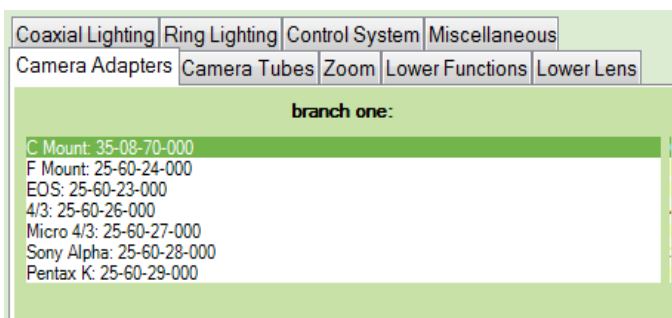 Coaxial Lighting Ring Lighting Control System Miscellaneous
Camera Adapters Camera Tubes Zoom Lower Functions Lower Lens
branch one:
C Mount: 35-08-70-000
F Mount: 25-60-24-000
EOS: 25-60-23-000
4/3: 25-60-26-000
Micro 4/3: 25-60-27-000
Sony Alpha: 25-60-28-000
Pentax K: 25-60-29-000